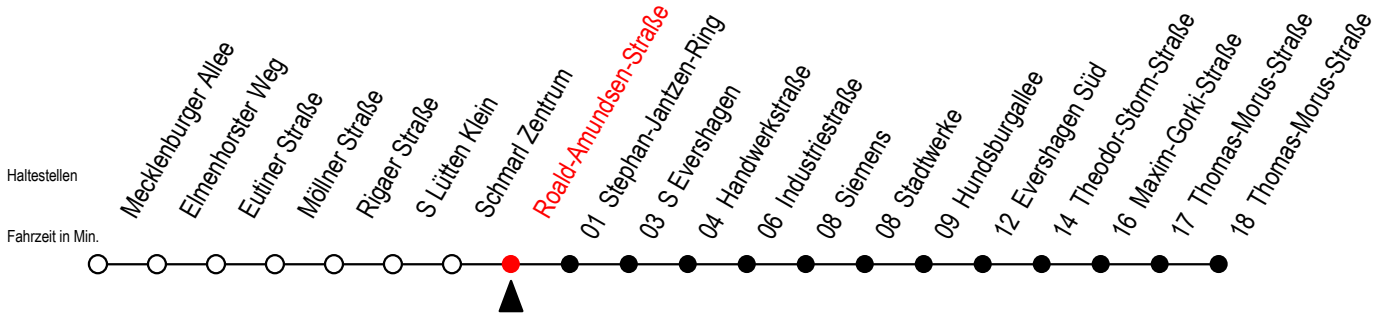 Haltestellen
Fahrzeit in Min.
Mecklenburger Allee
Elmenhorster Weg
Eutiner Straße
Möllner Straße
Rigaer Straße
S Lütten Klein
Schmarl Zentrum
Roald-Amundsen-Straße
01 Stephan-Jantzen-Ring
03 S Evershagen
04 Handwerkstraße
06 Industriestraße
08 Siemens
08 Stadtwerke
09 Hundsburgallee
12 Evershagen Süd
14 Theodor-Storm-Straße
16 Maxim-Gorki-Straße
17 Thomas-Morus-Straße
18 Thomas-Morus-Straße